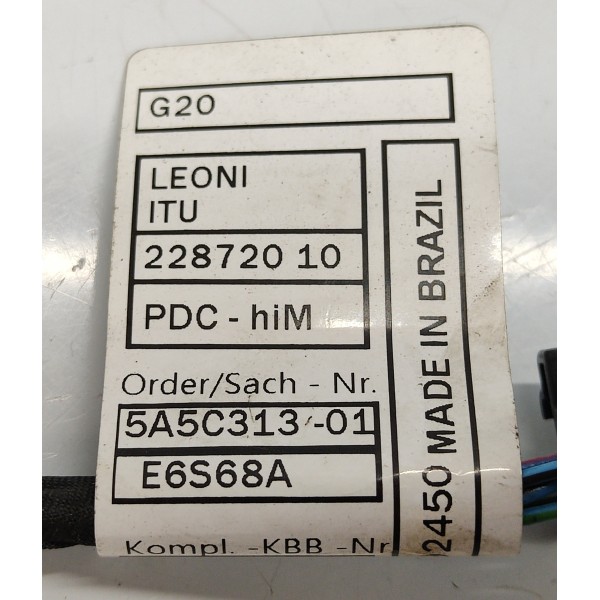 G20
LEONI
ITU
228720 10
PDC - hiM
Order/Sach - Nr.
5A5C313 -01
E6S68A
Kompl. -KBB -Nr
2450 MADE IN BRAZIL